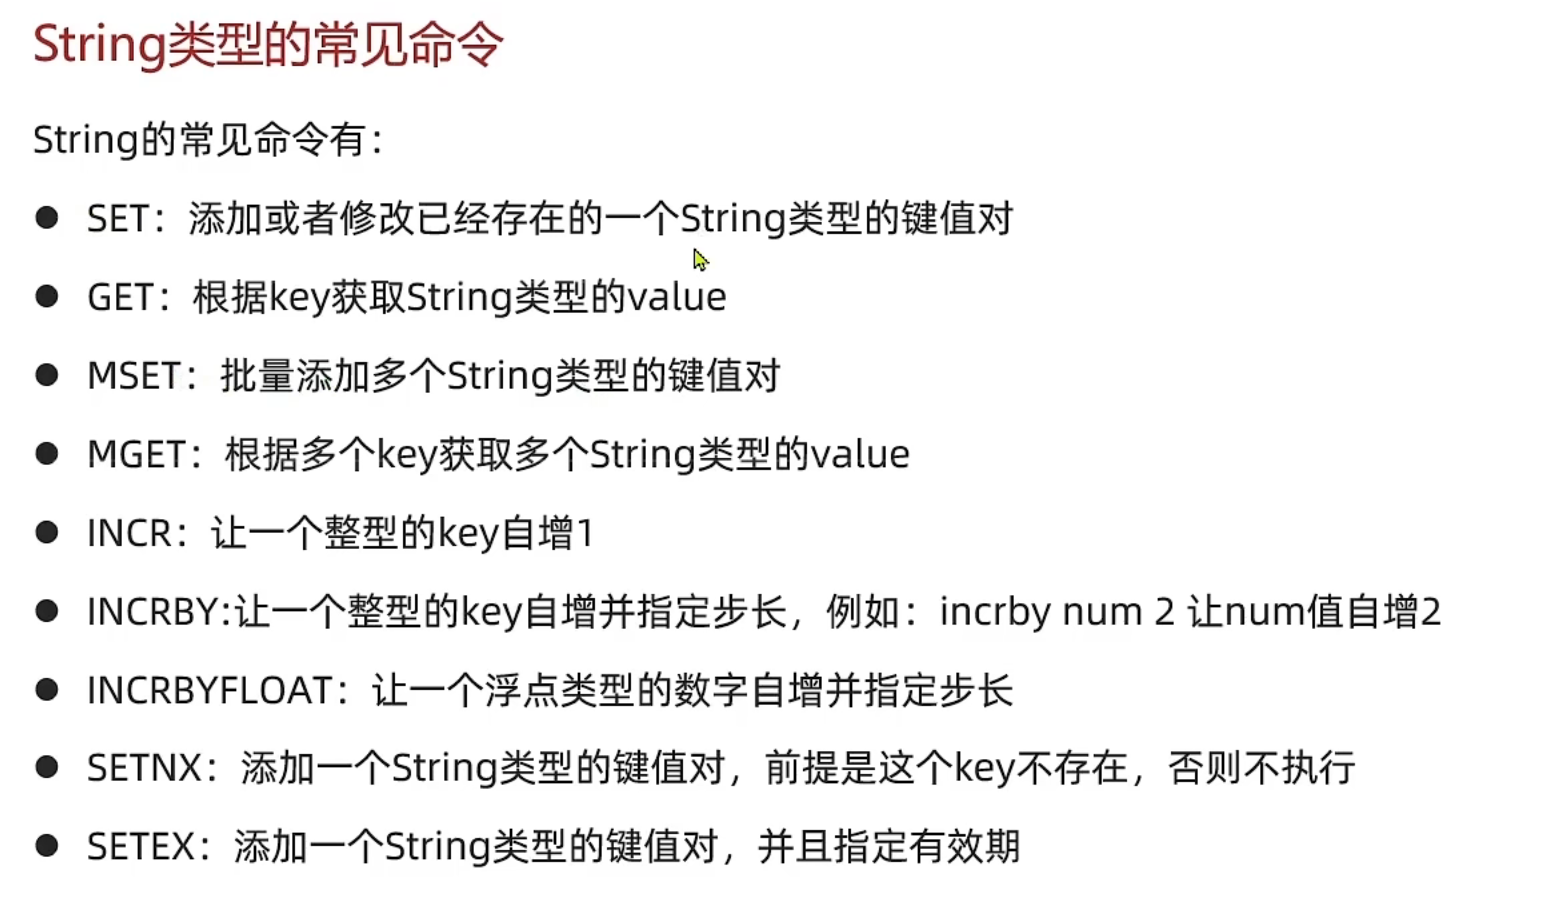 String类型的常见命令
String的常见命令有：
● SET：添加或者修改已经存在的一个String类型的键值对
● GET：根据key获取String类型的value
● MSET：批量添加多个String类型的键值对
● MGET：根据多个key获取多个String类型的value
● INCR：让一个整型的key自增1
● INCRBY:让一个整型的key自增并指定步长，例如：incrby num 2 让num值自增2
● INCRBYFLOAT：让一个浮点类型的数字自增并指定步长
● SETNX：添加一个String类型的键值对，前提是这个key不存在，否则不执行
● SETEX：添加一个String类型的键值对，并且指定有效期